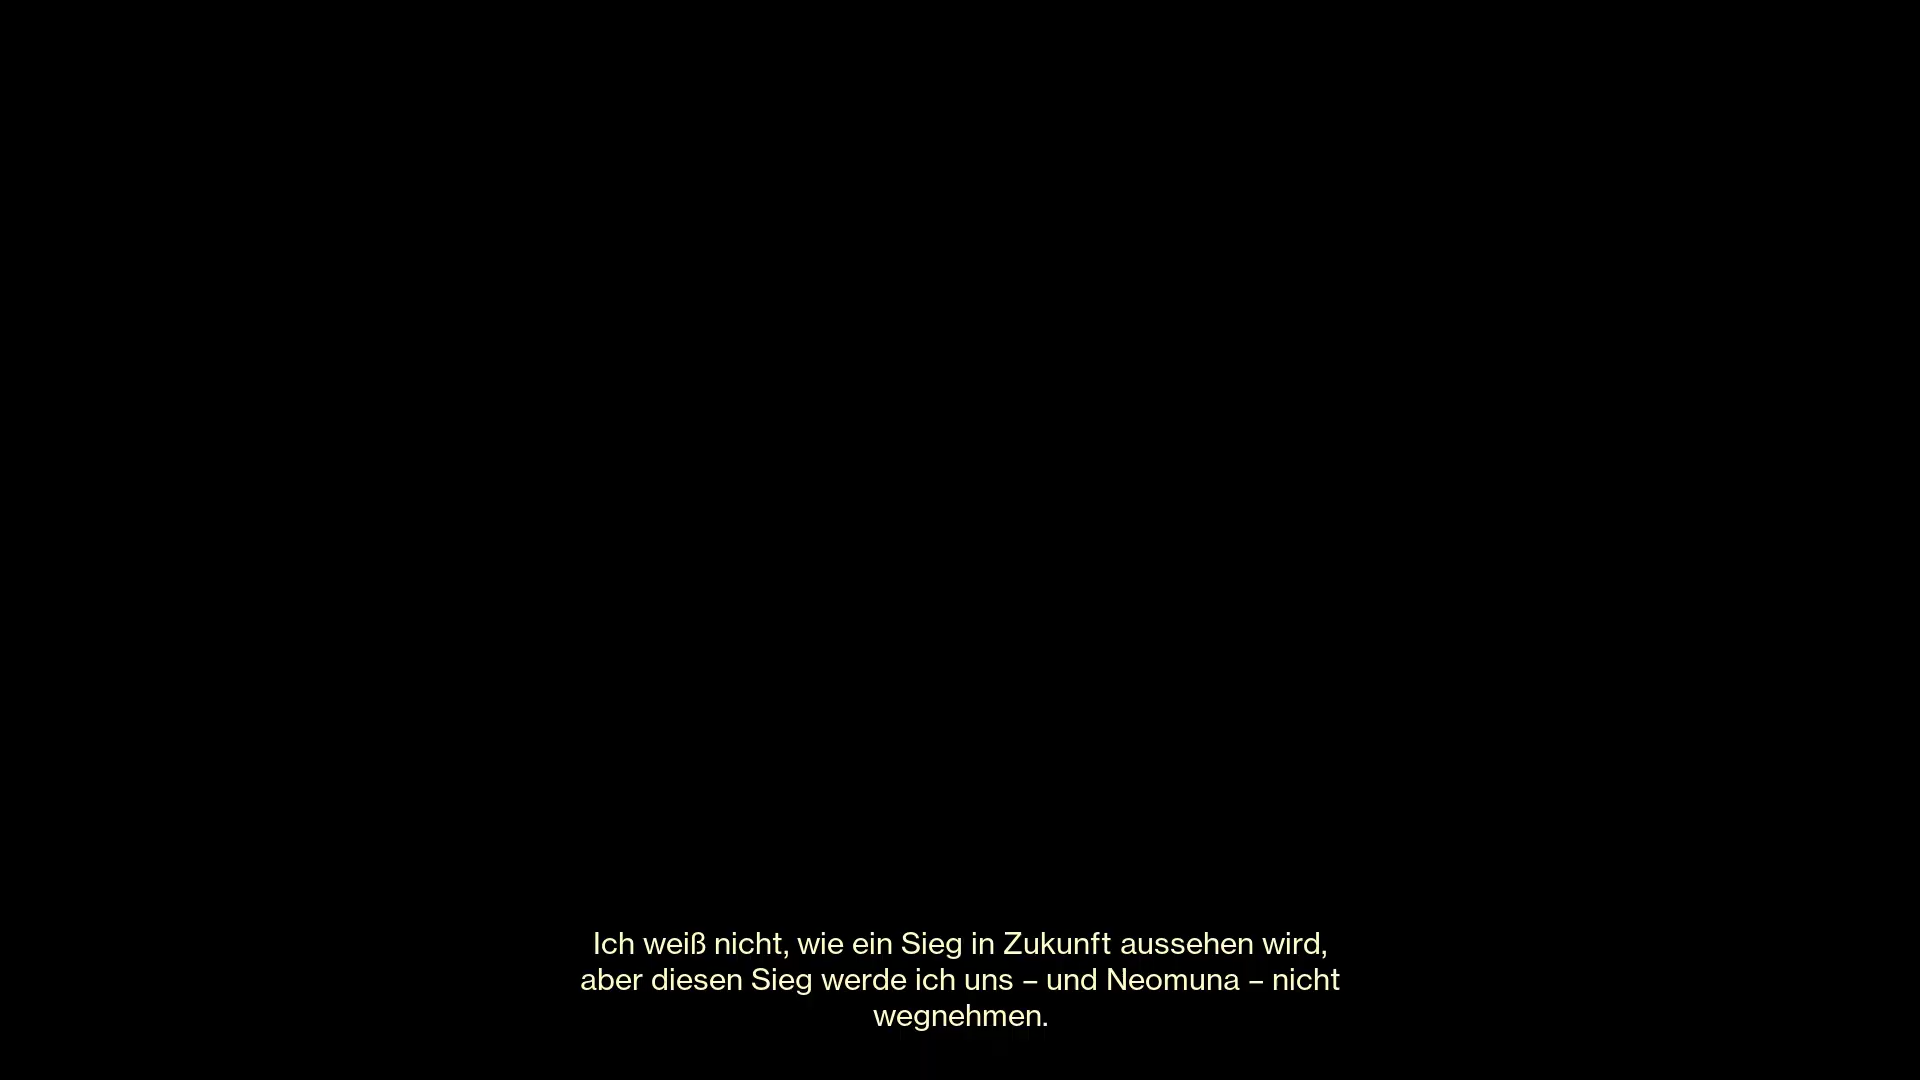 Ich weiß nicht, wie ein Sieg in Zukunft aussehen wird,
aber diesen Sieg werde ich uns – und Neomuna – nicht
wegnehmen.